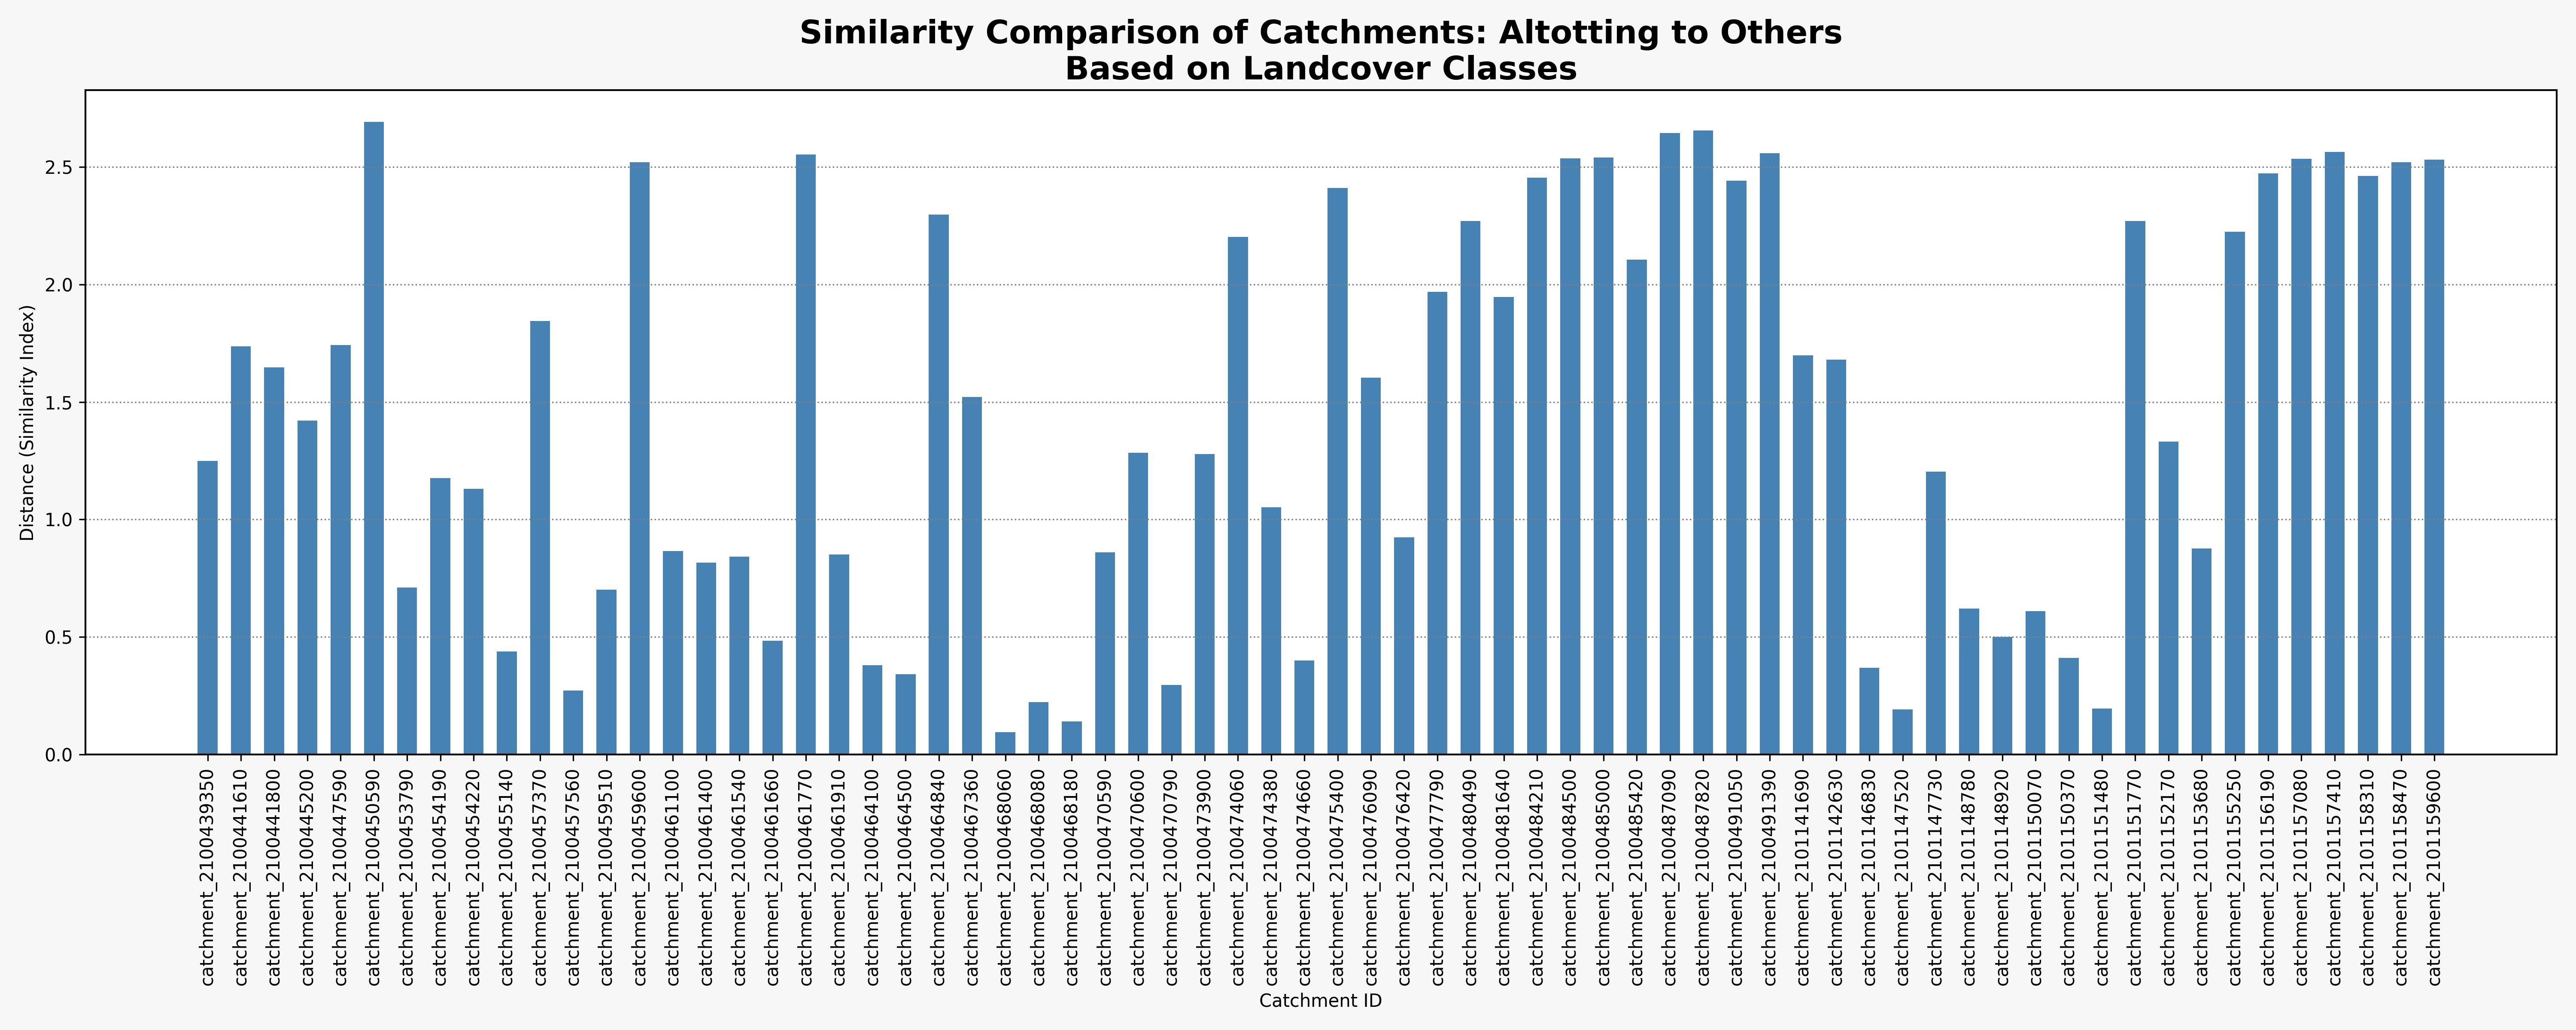 Similarity Comparison of Catchments: Altotting to Others
Based on Landcover Classes
Distance (Similarity Index)
2.5
2.0
1.5
1.0
0.5
0.0
catchment_2100439350
catchment_2100441610
catchment_2100441800
catchment_2100445200
catchment_2100447590
catchment_2100450590
catchment_2100453790
catchment_2100454190
catchment_2100454220
catchment_2100455140
catchment_2100457370
catchment_2100457560
catchment_2100459510
catchment_2100459600
catchment_2100461100
catchment_2100461400
catchment_2100461540
catchment_2100461660
catchment_2100461770
catchment_2100461910
catchment_2100464100
catchment_2100464500
catchment_2100464840
catchment_2100467360
catchment_2100468060
catchment_2100468080
catchment_2100468180
catchment_2100470590
catchment_2100470600
catchment_2100470790
catchment_2100473900
catchment_2100474060
catchment_2100474380
catchment_2100474660
catchment_2100475400
catchment_2100476090
catchment_2100476420
catchment_2100477790
catchment_2100480490
catchment_2100481640
catchment_2100484210
catchment_2100484500
catchment_2100485000
catchment_2100485420
catchment_2100487090
catchment_2100487820
catchment_2100491050
catchment_2100491390
catchment_2101141690
catchment_2101142630
catchment_2101146830
catchment_2101147520
catchment_2101147730
catchment_2101148780
catchment_2101148920
catchment_2101150070
catchment_2101150370
catchment_2101151480
catchment_2101151770
catchment_2101152170
catchment_2101153680
catchment_2101155250
catchment_2101156190
catchment_2101157080
catchment_2101157410
catchment_2101158310
catchment_2101158470
catchment_2101159600
Catchment ID